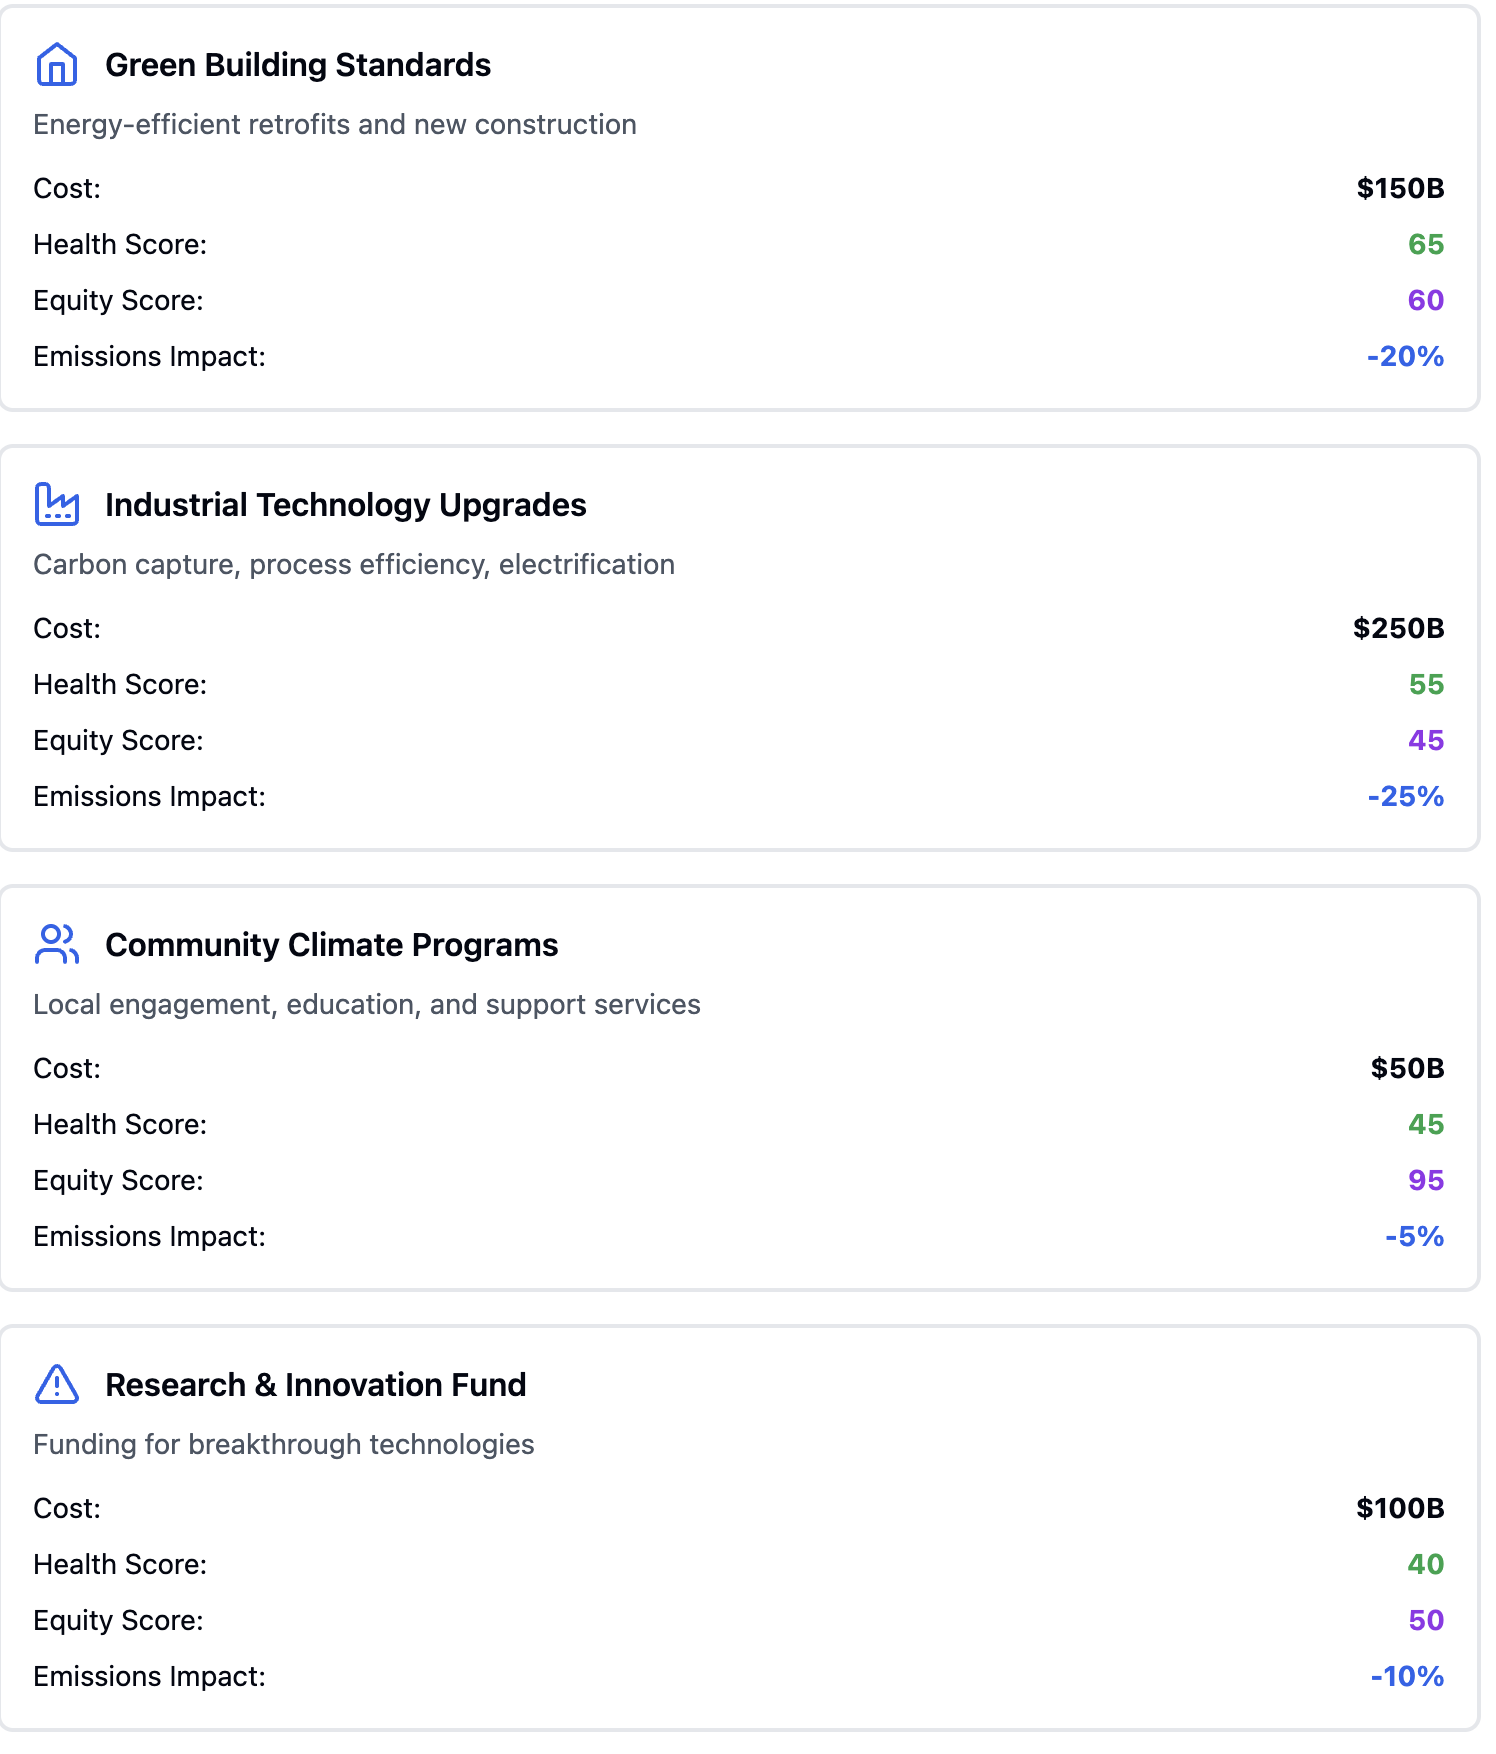 Green Building Standards
Energy-efficient retrofits and new construction
Cost: $150B
Health Score: 65
Equity Score: 60
Emissions Impact: -20%
Industrial Technology Upgrades
Carbon capture, process efficiency, electrification
Cost: $250B
Health Score: 55
Equity Score: 45
Emissions Impact: -25%
Community Climate Programs
Local engagement, education, and support services
Cost: $50B
Health Score: 45
Equity Score: 95
Emissions Impact: -5%
Research & Innovation Fund
Funding for breakthrough technologies
Cost: $100B
Health Score: 40
Equity Score: 50
Emissions Impact: -10%